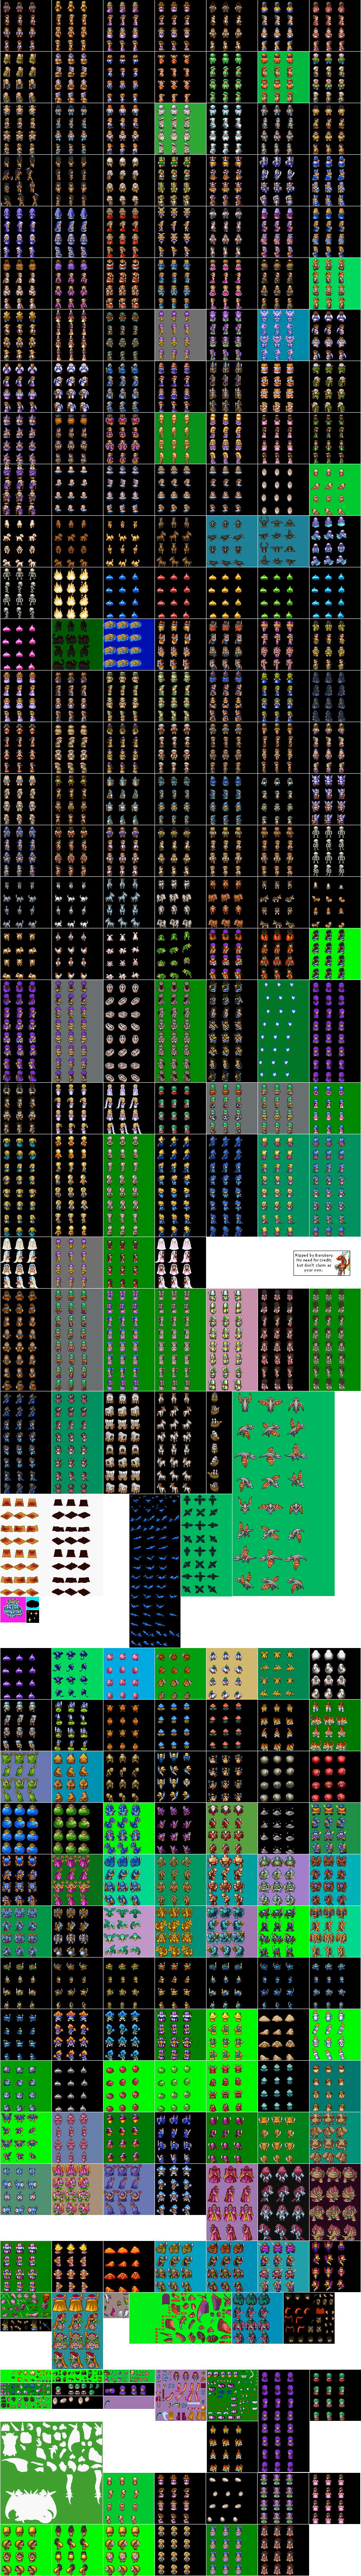 Ripped by Barubary.
No need for credit,
but don't claim as
your own.